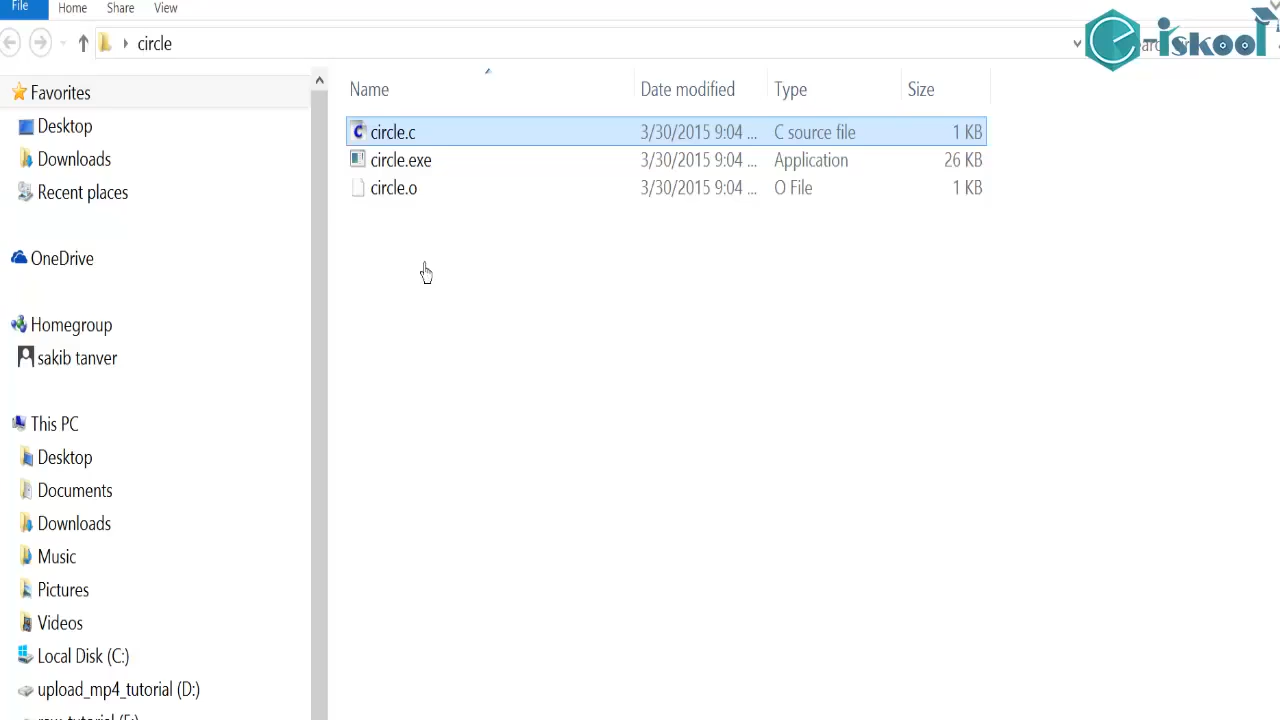 File Home Share View
circle
e-iskool
Name Date modified Type Size
circle.c 3/30/2015 9:04 ... C source file 1 KB
circle.exe 3/30/2015 9:04 ... Application 26 KB
circle.o 3/30/2015 9:04 ... O File 1 KB
Favorites
Desktop
Downloads
Recent places
OneDrive
Homegroup
sakib tanver
This PC
Desktop
Documents
Downloads
Music
Pictures
Videos
Local Disk (C:)
upload_mp4_tutorial (D:)